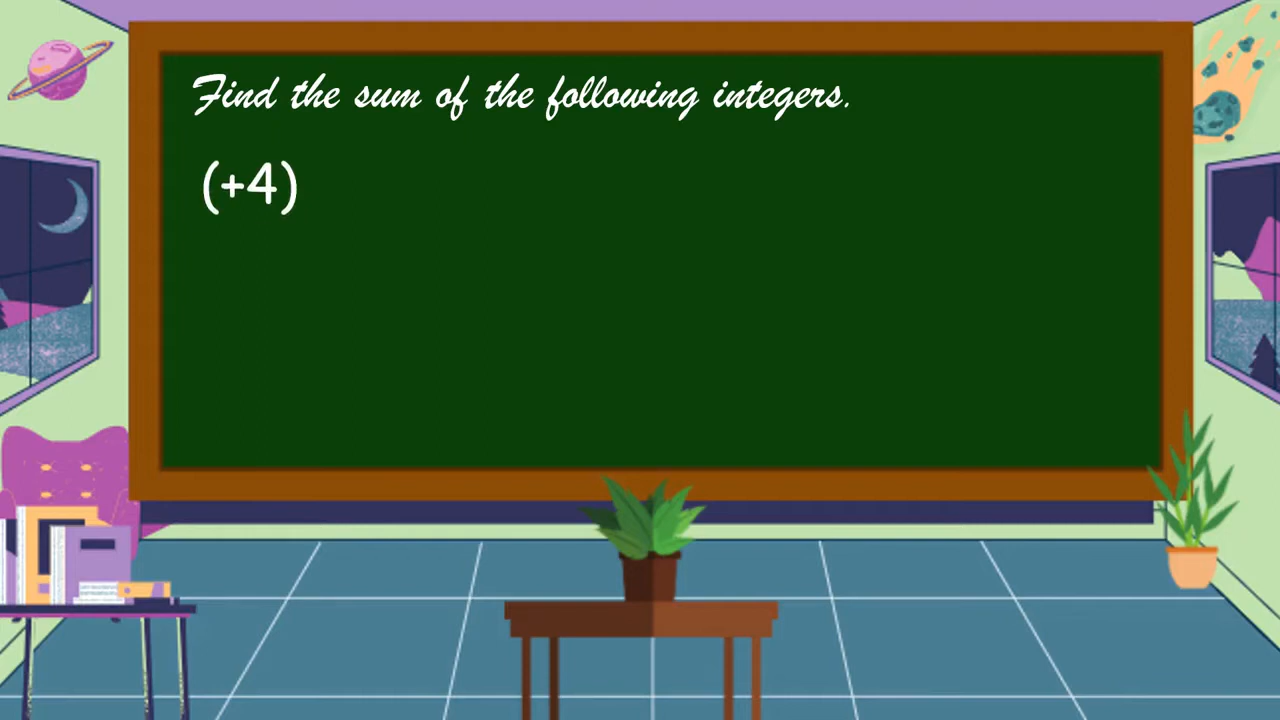 Find the sum of the following integers.
(+4)